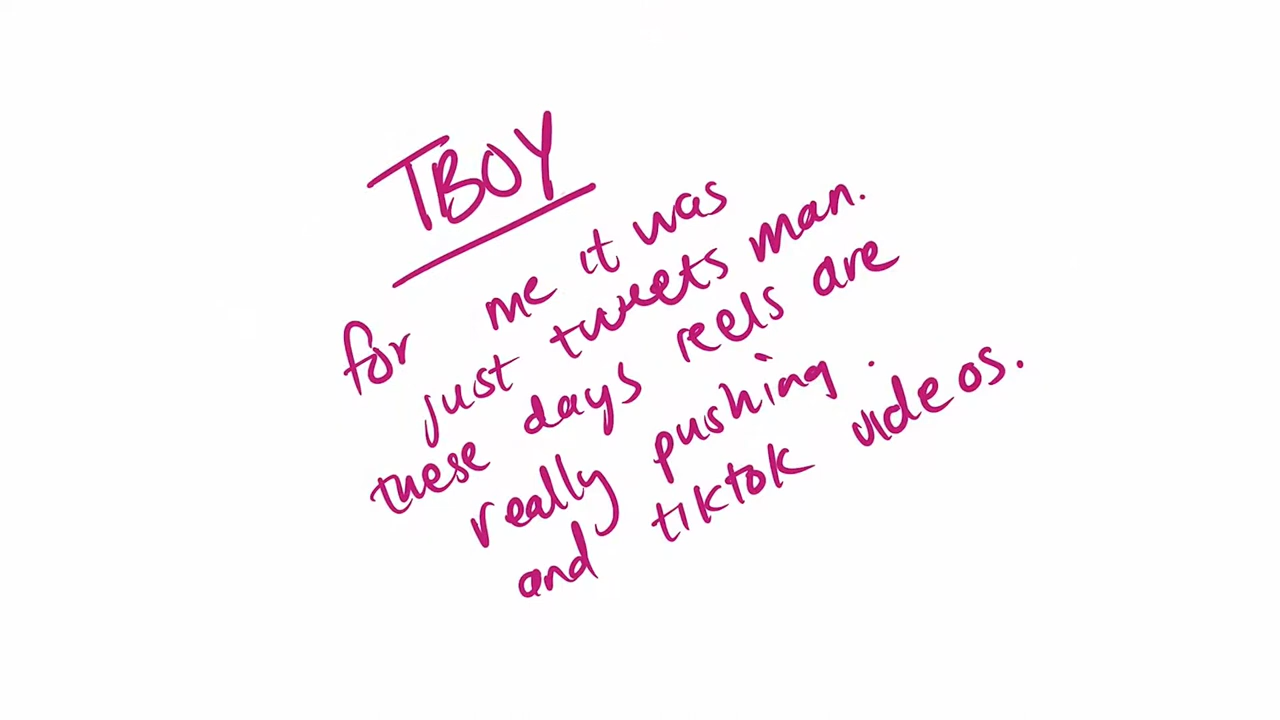 TBOY
for me it was
just tweets man.
these days reels are
really pushing.
and tiktok videos.